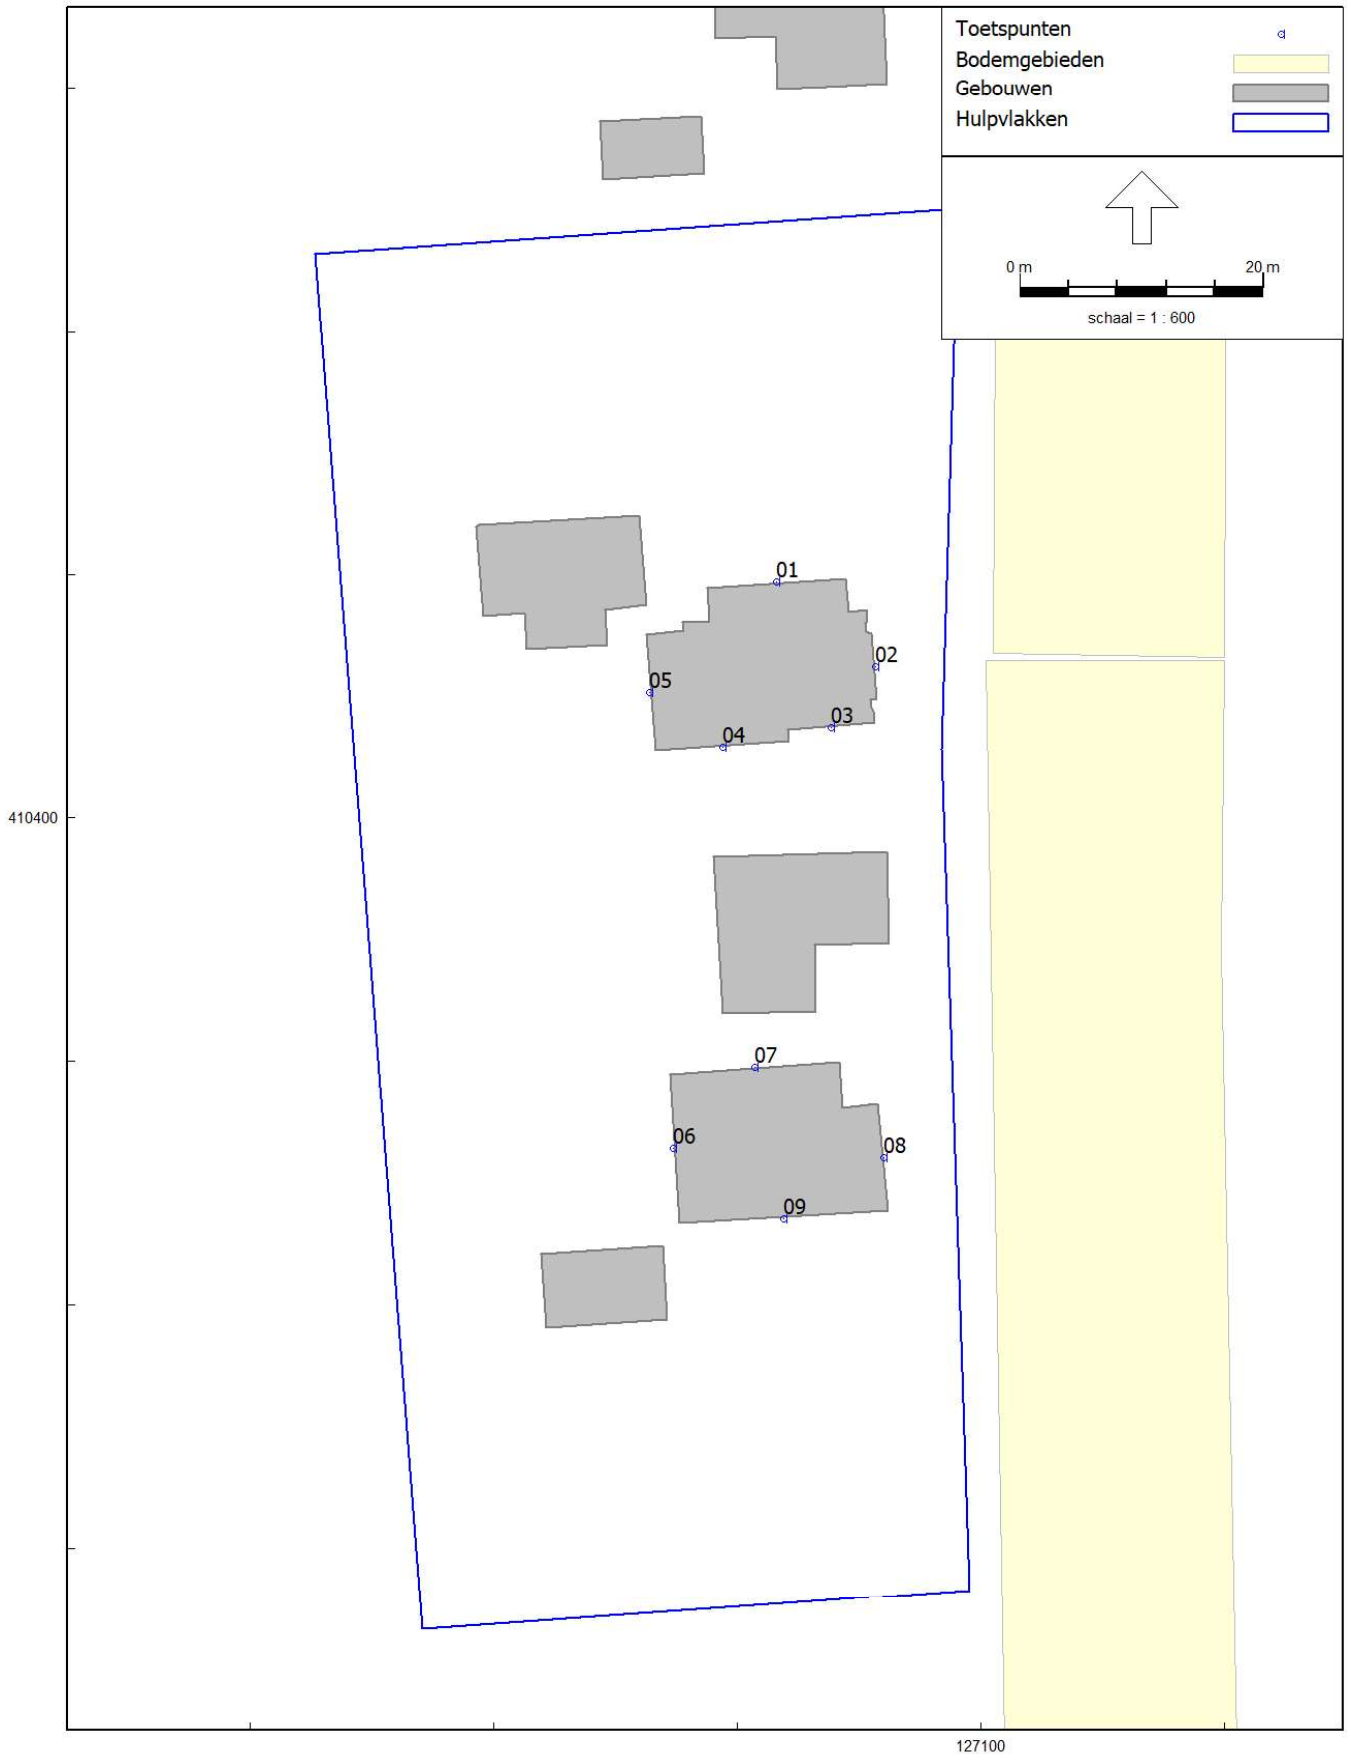 Toetspunten
Bodemgebieden
Gebouwen
Hulpvlakken
0 m 20 m
schaal = 1 : 600
01
02
05
03
04
410400
07
06
08
09
127100